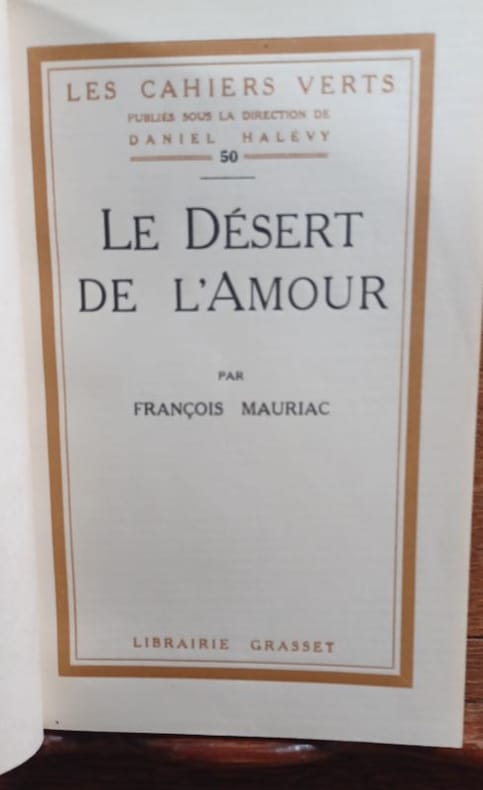 LES CAHIERS VERTS
PUBLIÉS SOUS LA DIRECTION DE
DANIEL HALÉVY
50
LE DÉSERT
DE L'AMOUR
PAR
FRANÇOIS MAURIAC
LIBRAIRIE GRASSET